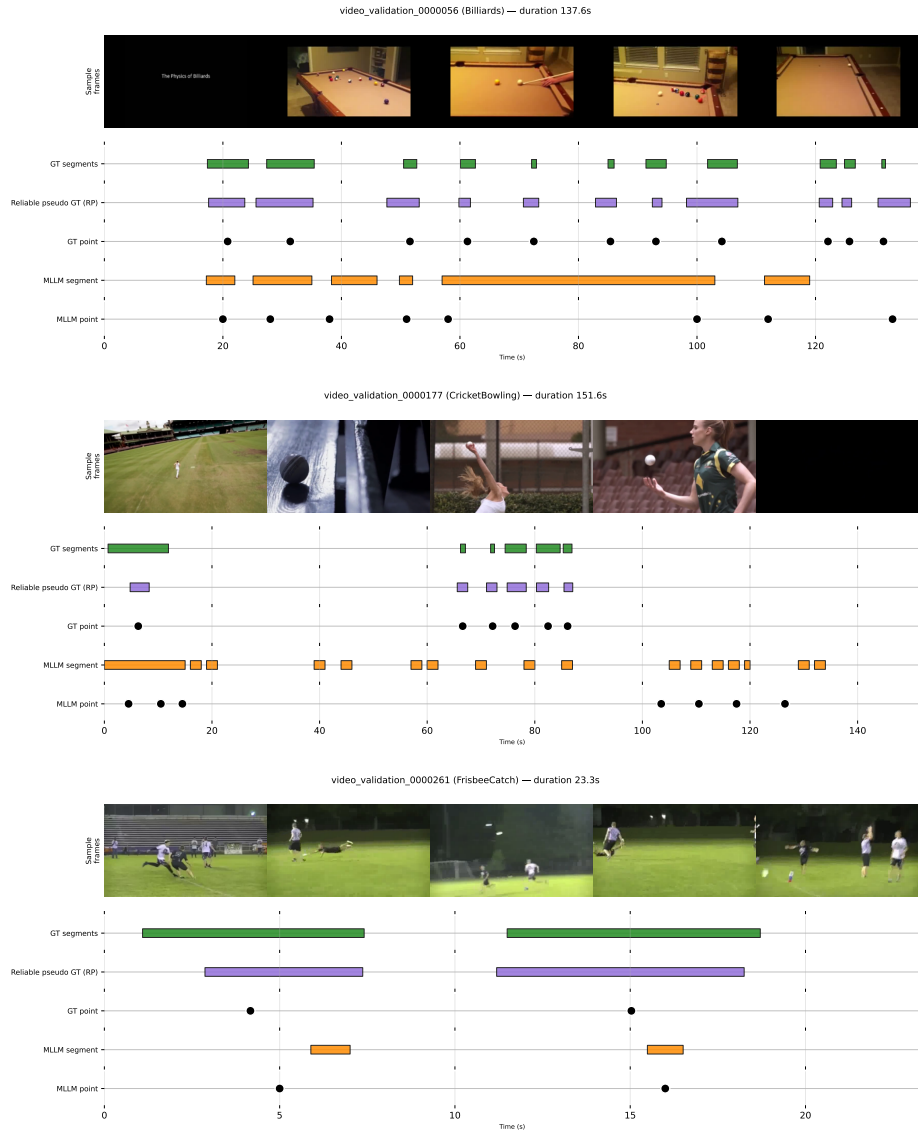 video_validation_0000056 (Billiards) — duration 137.6s
Sample
frames
The Physics of Billiards
GT segments
Reliable pseudo GT (RP)
GT point
MLLM segment
MLLM point
0 20 40 60 80 100 120
Time (s)
video_validation_0000177 (CricketBowling) — duration 151.6s
Sample
frames
GT segments
Reliable pseudo GT (RP)
GT point
MLLM segment
MLLM point
0 20 40 60 80 100 120 140
Time (s)
video_validation_0000261 (FrisbeeCatch) — duration 23.3s
Sample
frames
GT segments
Reliable pseudo GT (RP)
GT point
MLLM segment
MLLM point
0 5 10 15 20
Time (s)